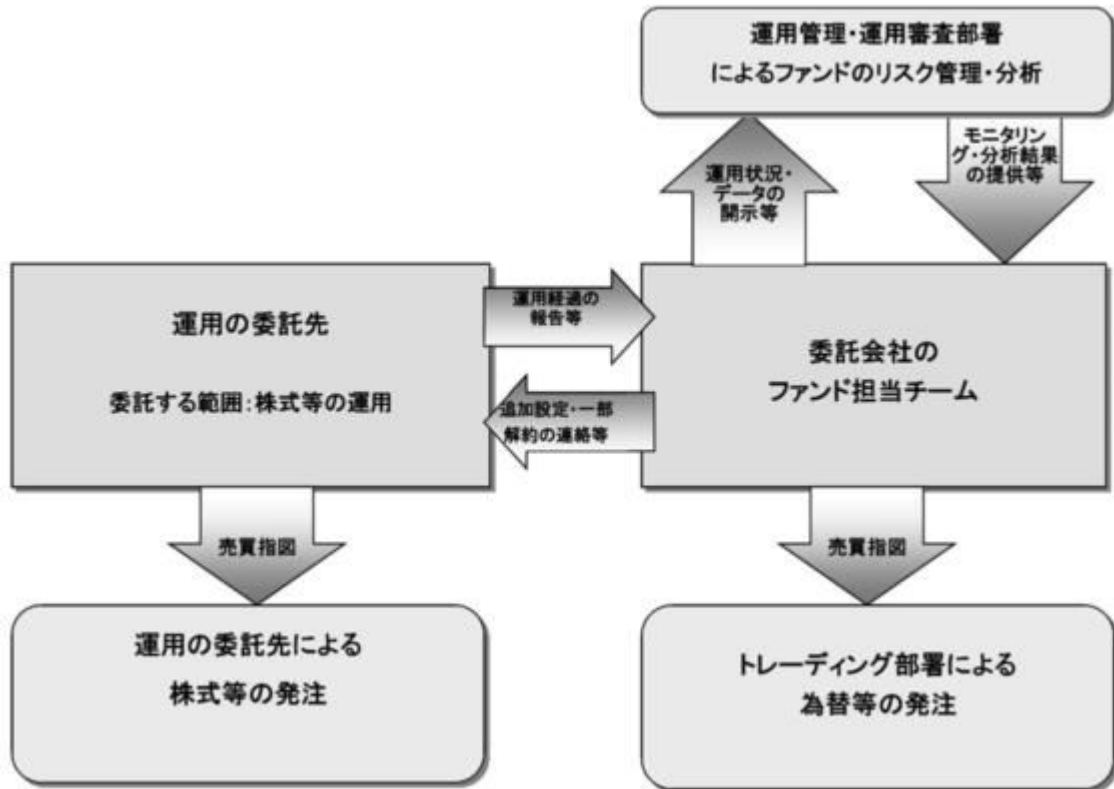 運用管理・運用審査部署
によるファンドのリスク管理・分析
運用状況・
データの
開示等
モニタリン
グ・分析結果
の提供等
運用の委託先
委託する範囲:株式等の運用
運用経過の
報告等
追加設定・一部
解約の連絡等
委託会社の
ファンド担当チーム
売買指図
売買指図
運用の委託先による
株式等の発注
トレーディング部署による
為替等の発注